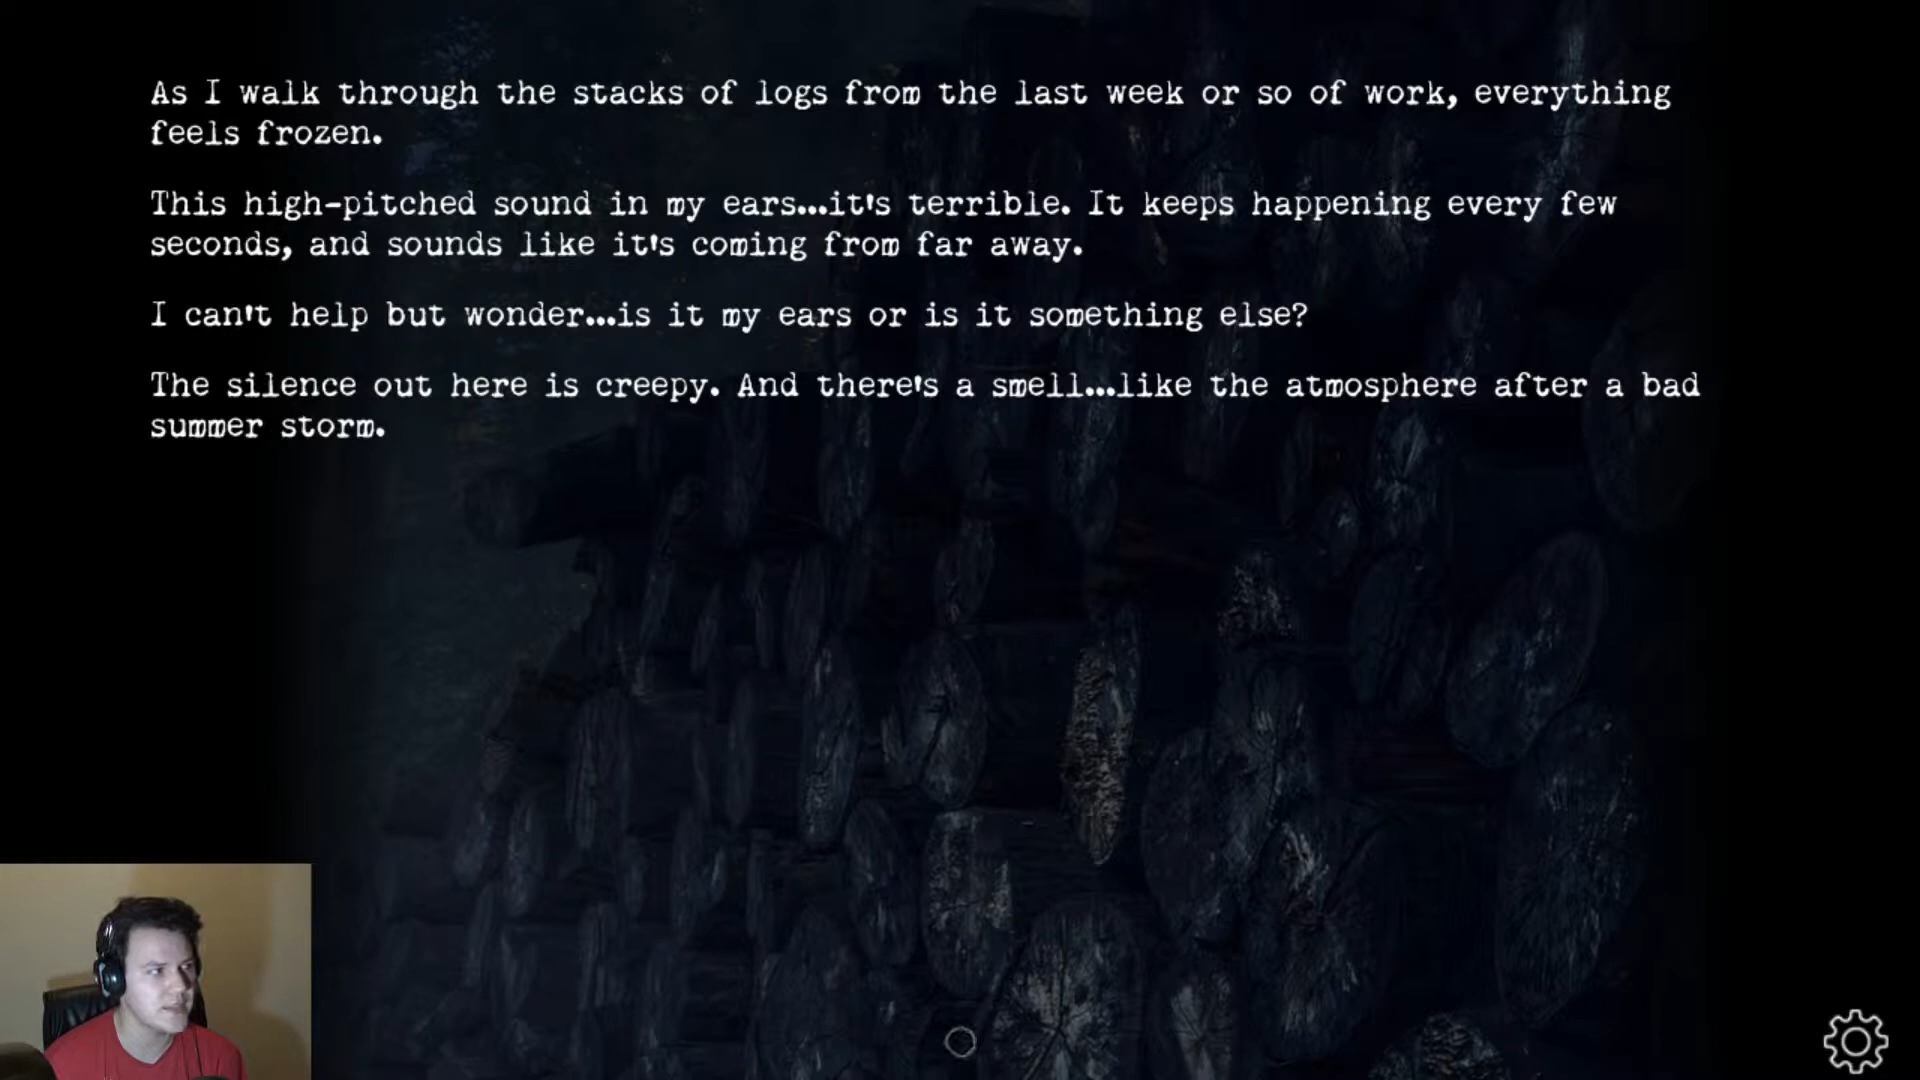 As I walk through the stacks of logs from the last week or so of work, everything
feels frozen.
This high-pitched sound in my ears...it's terrible. It keeps happening every few
seconds, and sounds like it's coming from far away.
I can't help but wonder...is it my ears or is it something else?
The silence out here is creepy. And there's a smell...like the atmosphere after a bad
summer storm.